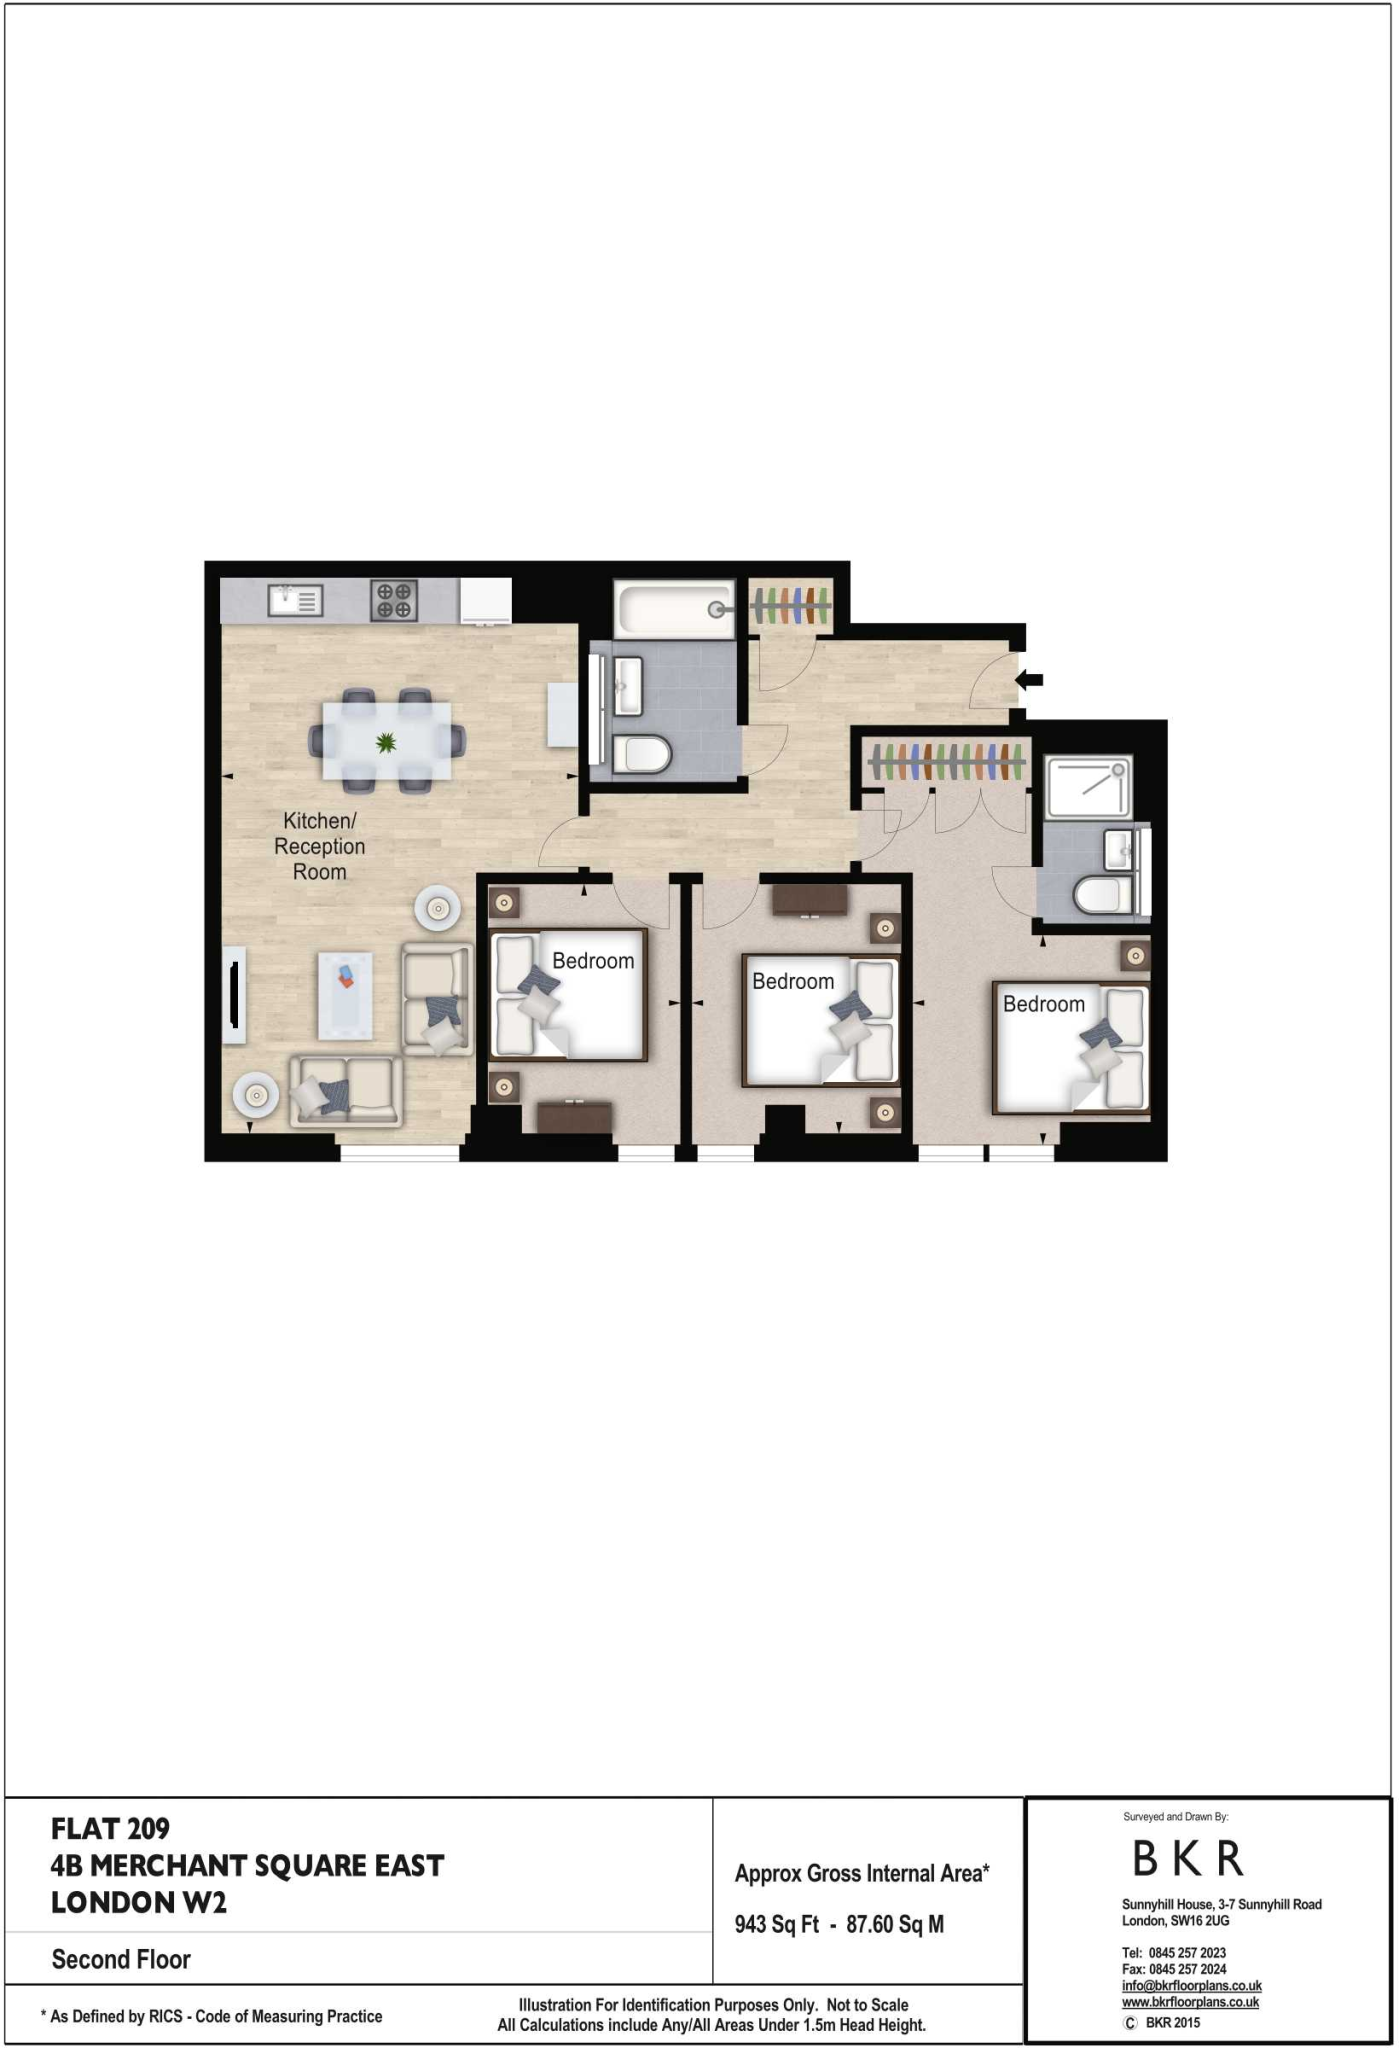 Kitchen/
Reception
Room
Bedroom
Bedroom
Bedroom
FLAT 209
4B MERCHANT SQUARE EAST
LONDON W2
Second Floor
Approx Gross Internal Area*
943 Sq Ft - 87.60 Sq M
* As Defined by RICS - Code of Measuring Practice
Illustration For Identification Purposes Only. Not to Scale
All Calculations include Any/All Areas Under 1.5m Head Height.
Surveyed and Drawn By:
BKR
Sunnyhill House, 3-7 Sunnyhill Road
London, SW16 2UG
Tel: 0845 257 2023
Fax: 0845 257 2024
info@bkrfloorplans.co.uk
www.bkrfloorplans.co.uk
© BKR 2015